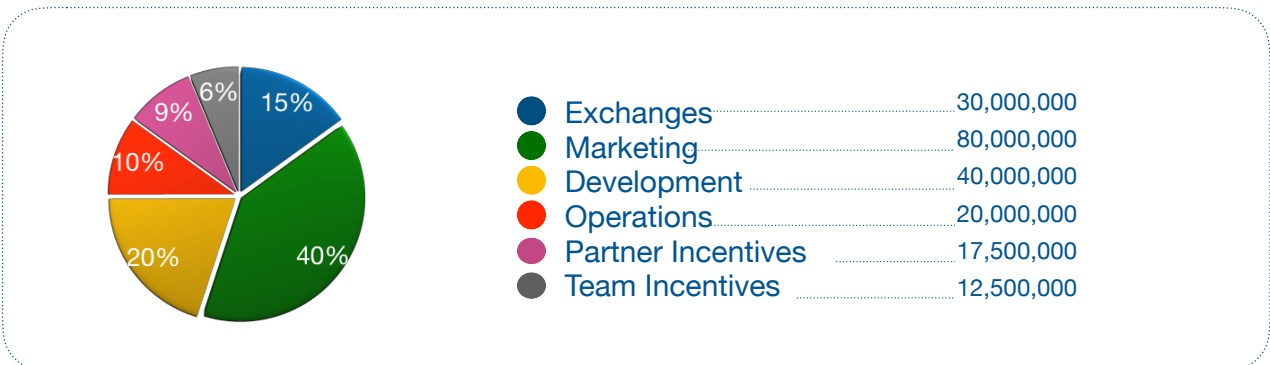 6%
15%
9%
10%
20%
40%
Exchanges 30,000,000
Marketing 80,000,000
Development 40,000,000
Operations 20,000,000
Partner Incentives 17,500,000
Team Incentives 12,500,000